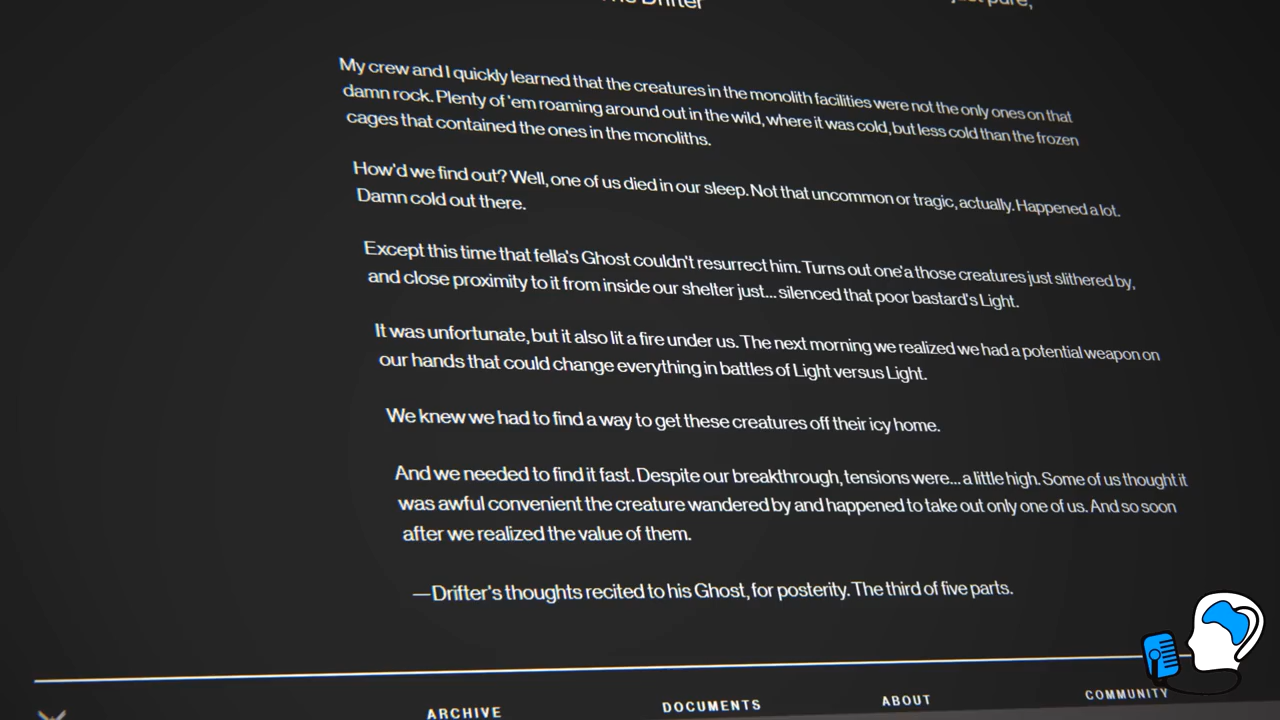 The Drifter
just pure,
My crew and I quickly learned that the creatures in the monolith facilities were not the only ones on that
damn rock. Plenty of 'em roaming around out in the wild, where it was cold, but less cold than the frozen
cages that contained the ones in the monoliths.
How'd we find out? Well, one of us died in our sleep. Not that uncommon or tragic, actually. Happened a lot.
Damn cold out there.
Except this time that fella's Ghost couldn't resurrect him. Turns out one'a those creatures just slithered by,
and close proximity to it from inside our shelter just... silenced that poor bastard's Light.
It was unfortunate, but it also lit a fire under us. The next morning we realized we had a potential weapon on
our hands that could change everything in battles of Light versus Light.
We knew we had to find a way to get these creatures off their icy home.
And we needed to find it fast. Despite our breakthrough, tensions were... a little high. Some of us thought it
was awful convenient the creature wandered by and happened to take out only one of us. And so soon
after we realized the value of them.
—Drifter's thoughts recited to his Ghost, for posterity. The third of five parts.
ARCHIVE
DOCUMENTS
ABOUT
COMMUNITY